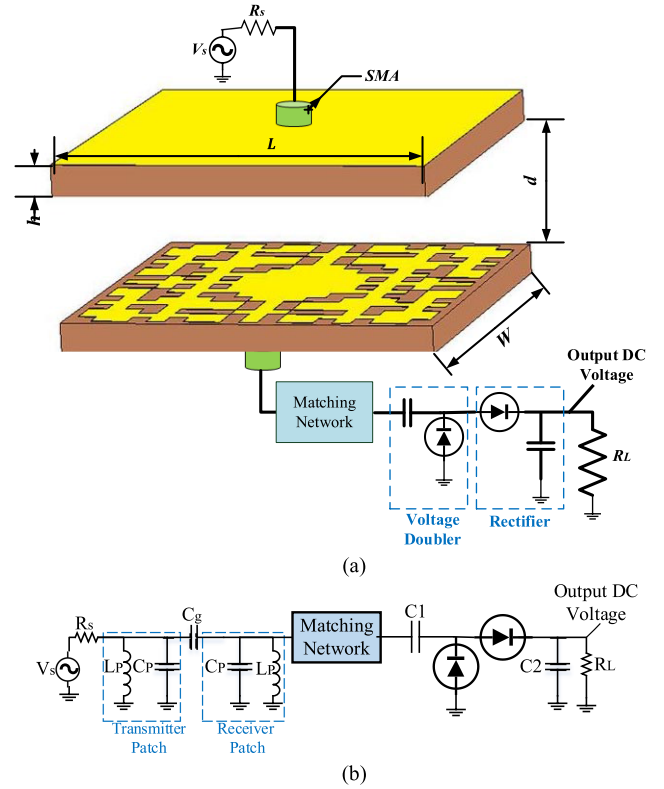 Rs
Vs
SMA
L
h
d
W
Output DC
Voltage
Matching
Network
RL
Voltage
Doubler
Rectifier
(a)
Rs
Cg
Vs
LP
CP
CP
LP
Matching
Network
C1
Output DC
Voltage
C2
RL
Transmitter
Patch
Receiver
Patch
(b)